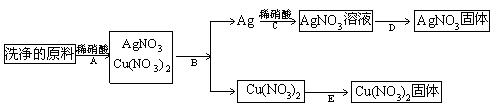 洗净的原料 稀硝酸 A AgNO₃ Cu(NO₃)₂ B
Ag 稀硝酸 C AgNO₃溶液 D AgNO₃固体
Cu(NO₃)₂ E Cu(NO₃)₂固体